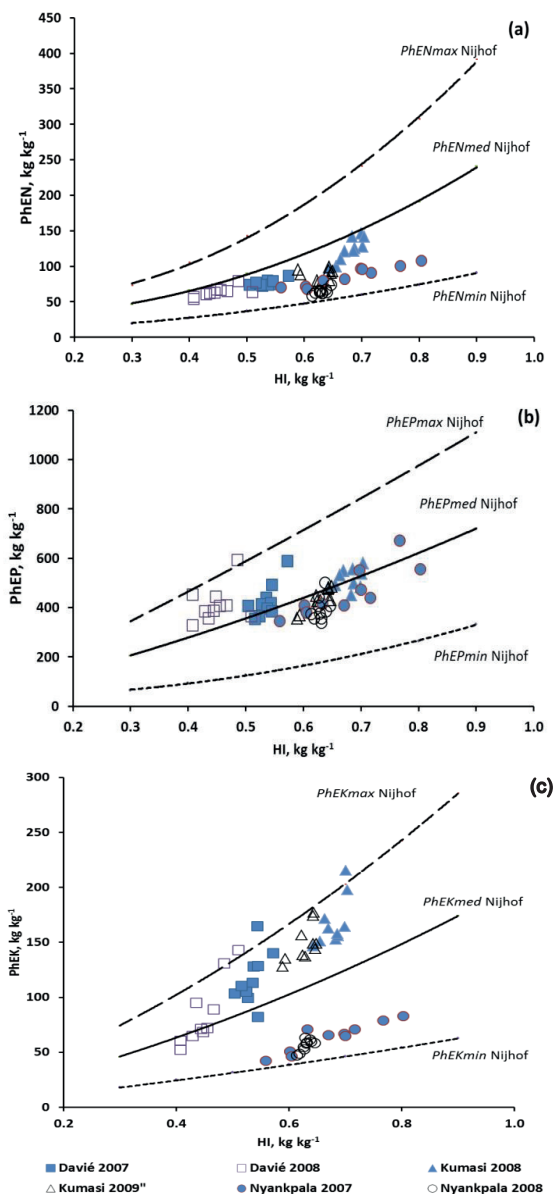 (a)
PhEN, kg kg-1
450
400
350
300
250
200
150
100
50
0
PhENmax Nijhof
PhENmed Nijhof
PhENmin Nijhof
0.2 0.3 0.4 0.5 0.6 0.7 0.8 0.9 1.0
HI, kg kg-1
(b)
PhEP, kg kg-1
1200
1000
800
600
400
200
0
PhEPmax Nijhof
PhEPmed Nijhof
PhEPmin Nijhof
0.2 0.3 0.4 0.5 0.6 0.7 0.8 0.9 1.0
HI, kg kg-1
(c)
PhEK, kg kg-1
300
250
200
150
100
50
0
PhEKmax Nijhof
PhEKmed Nijhof
PhEKmin Nijhof
0.2 0.4 0.6 0.8 1.0
HI, kg kg-1
Davié 2007 Davié 2008 Kumasi 2008
Kumasi 2009" Nyankpala 2007 Nyankpala 2008